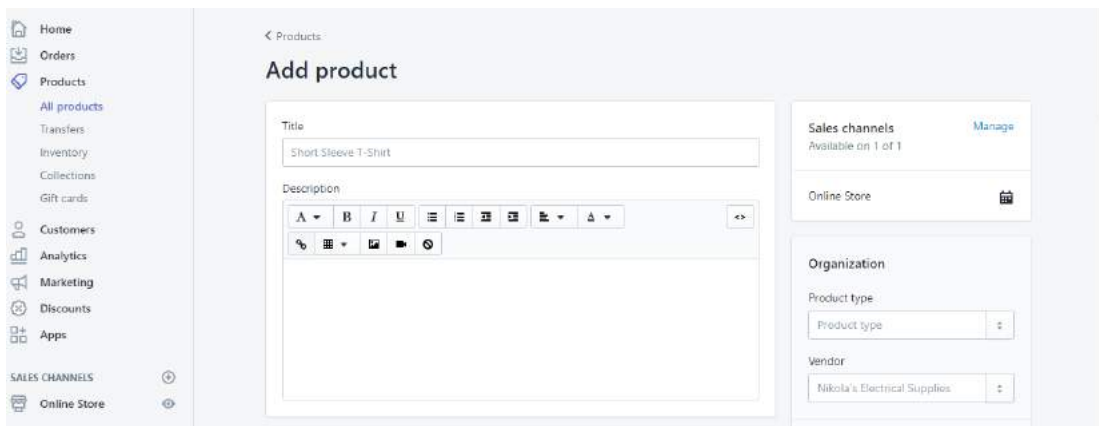 Home
Orders
Products
All products
Transfers
Inventory
Collections
Gift cards
Customers
Analytics
Marketing
Discounts
Apps
SALES CHANNELS
Online Store
Products
Add product
Title
Short Sleeve T-Shirt
Description
A B I U A <>
Sales channels
Manage
Available on 1 of 1
Online Store
Organization
Product type
Product type
Vendor
Nikola's Electrical Supplies